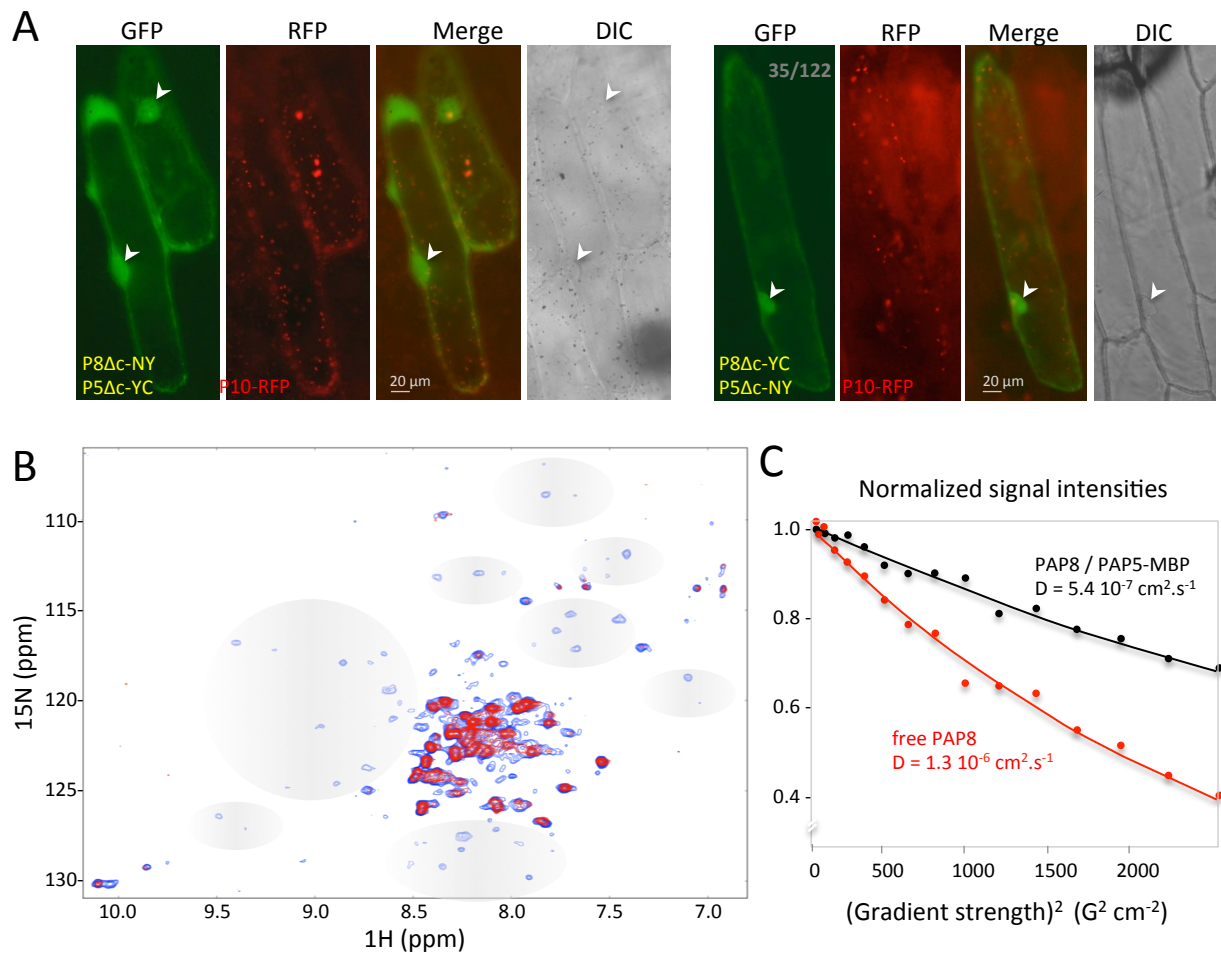 A
GFP
RFP
Merge
DIC
P8Δc-NY
P5Δc-YC
P10-RFP
20 µm
GFP
RFP
Merge
DIC
35/122
P8Δc-YC
P5Δc-NY
P10-RFP
20 µm
B
110
115
120
125
130
15N (ppm)
10.0
9.5
9.0
8.5
8.0
7.5
7.0
1H (ppm)
C
Normalized signal intensities
1.0
0.8
0.6
0.4
PAP8 / PAP5-MBP
D = 5.4 10⁻⁷ cm².s⁻¹
free PAP8
D = 1.3 10⁻⁶ cm².s⁻¹
0
500
1000
1500
2000
(Gradient strength)² (G² cm⁻²)